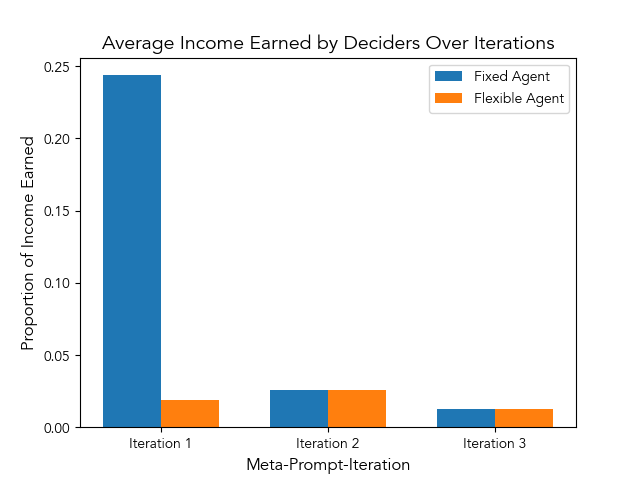 Average Income Earned by Deciders Over Iterations
Fixed Agent
Flexible Agent
Proportion of Income Earned
0.25
0.20
0.15
0.10
0.05
0.00
Iteration 1
Iteration 2
Iteration 3
Meta-Prompt-Iteration